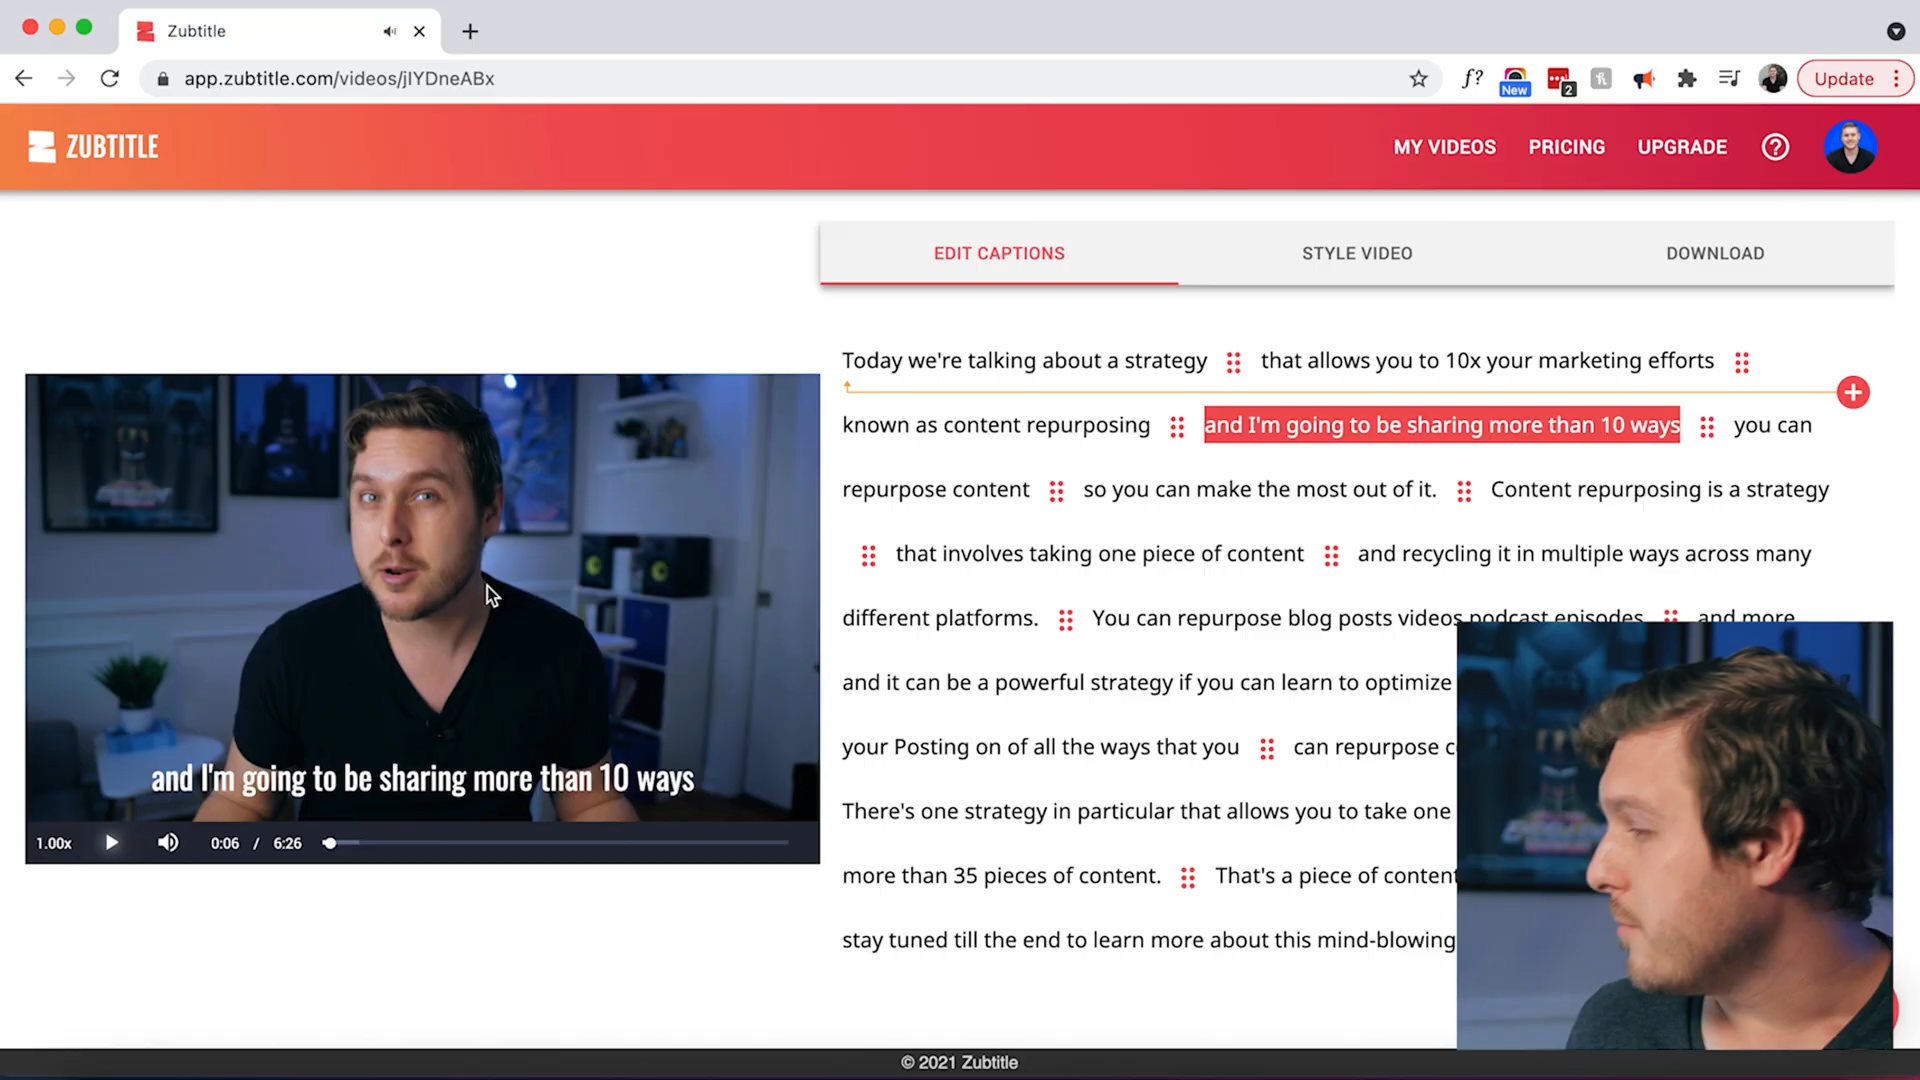 Zubtitle
app.zubtitle.com/videos/jIYDneABx
f?
New
2
Update
ZUBTITLE
MY VIDEOS
PRICING
UPGRADE
?
EDIT CAPTIONS
STYLE VIDEO
DOWNLOAD
Today we're talking about a strategy that allows you to 10x your marketing efforts
known as content repurposing and I'm going to be sharing more than 10 ways you can
repurpose content so you can make the most out of it. Content repurposing is a strategy
that involves taking one piece of content and recycling it in multiple ways across many
different platforms. You can repurpose blog posts videos podcast episodes and more
and it can be a powerful strategy if you can learn to optimize
your Posting on of all the ways that you can repurpose
There's one strategy in particular that allows you to take one
more than 35 pieces of content. That's a piece of content
stay tuned till the end to learn more about this mind-blowing
and I'm going to be sharing more than 10 ways
1.00x
0:06 / 6:26
© 2021 Zubtitle